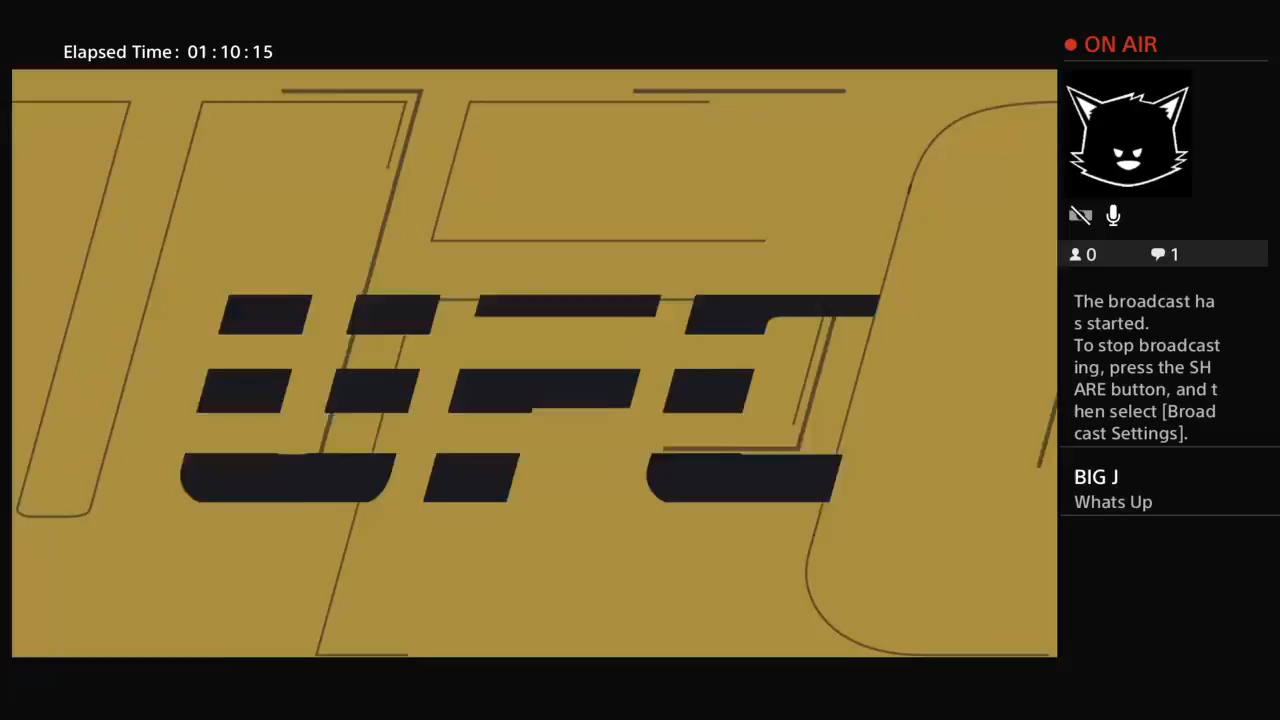 Elapsed Time: 01:10:15
ON AIR
0
1
The broadcast ha
s started.
To stop broadcast
ing, press the SH
ARE button, and t
hen select [Broad
cast Settings].
BIG J
Whats Up
UFC